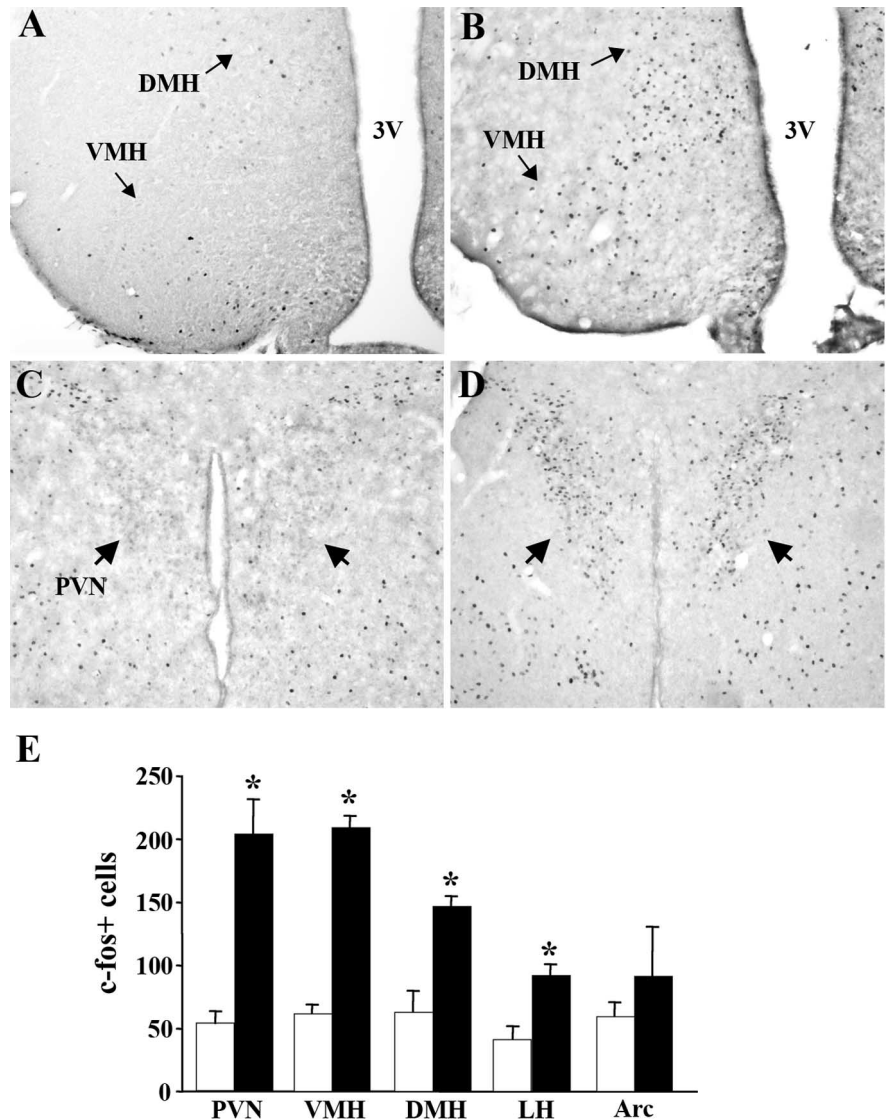 A
DMH
VMH
3V
B
DMH
VMH
3V
C
PVN
D
E
c-fos+ cells
250
200
150
100
50
0
* * * *
PVN VMH DMH LH Arc